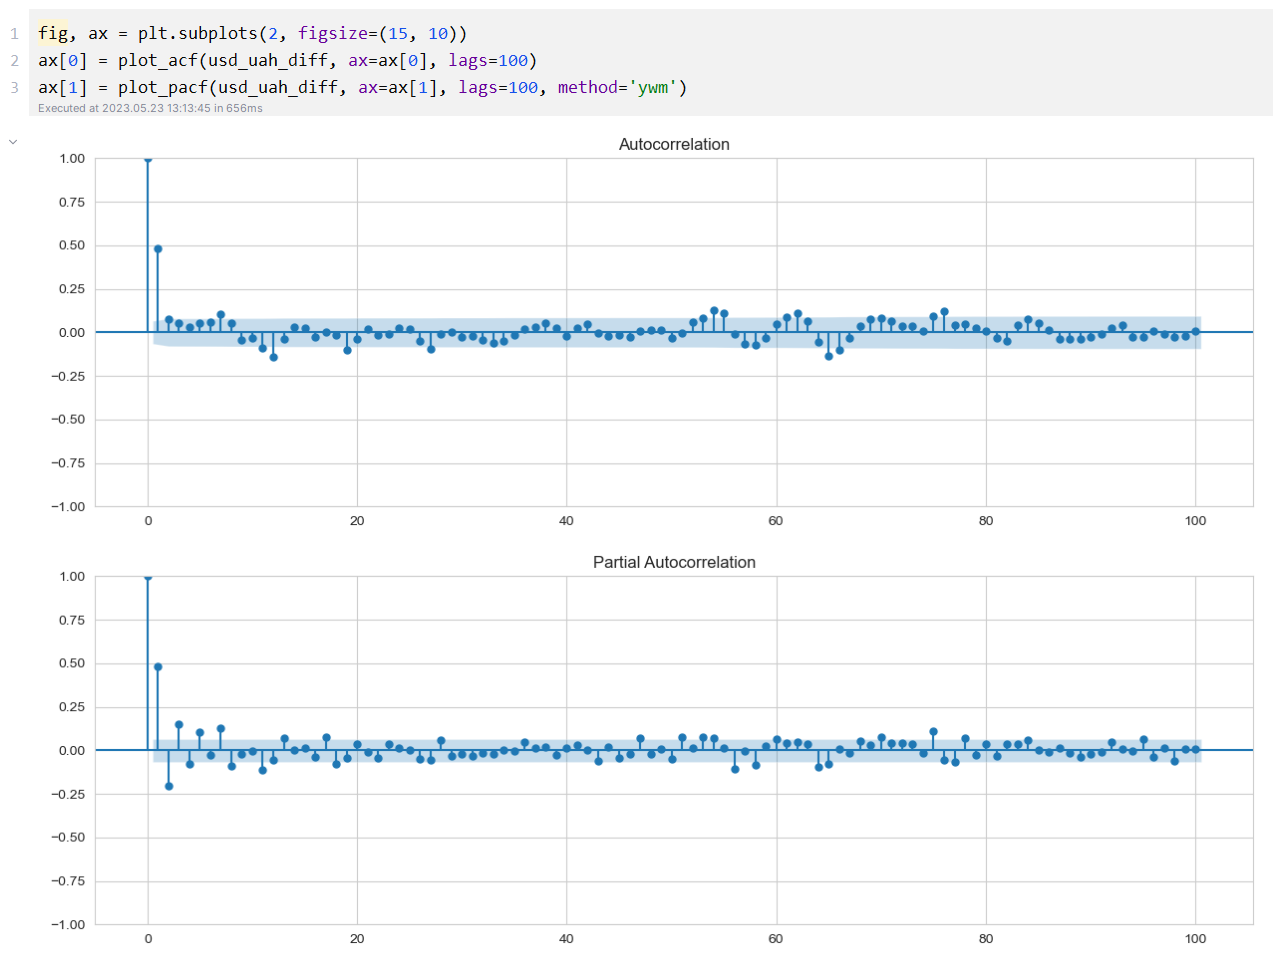 1 fig, ax = plt.subplots(2, figsize=(15, 10))
2 ax[0] = plot_acf(usd_uah_diff, ax=ax[0], lags=100)
3 ax[1] = plot_pacf(usd_uah_diff, ax=ax[1], lags=100, method='ywm')
Executed at 2023.05.23 13:13:45 in 656ms
Autocorrelation
1.00
0.75
0.50
0.25
0.00
−0.25
−0.50
−0.75
−1.00
0 20 40 60 80 100
Partial Autocorrelation
1.00
0.75
0.50
0.25
0.00
−0.25
−0.50
−0.75
−1.00
0 20 40 60 80 100